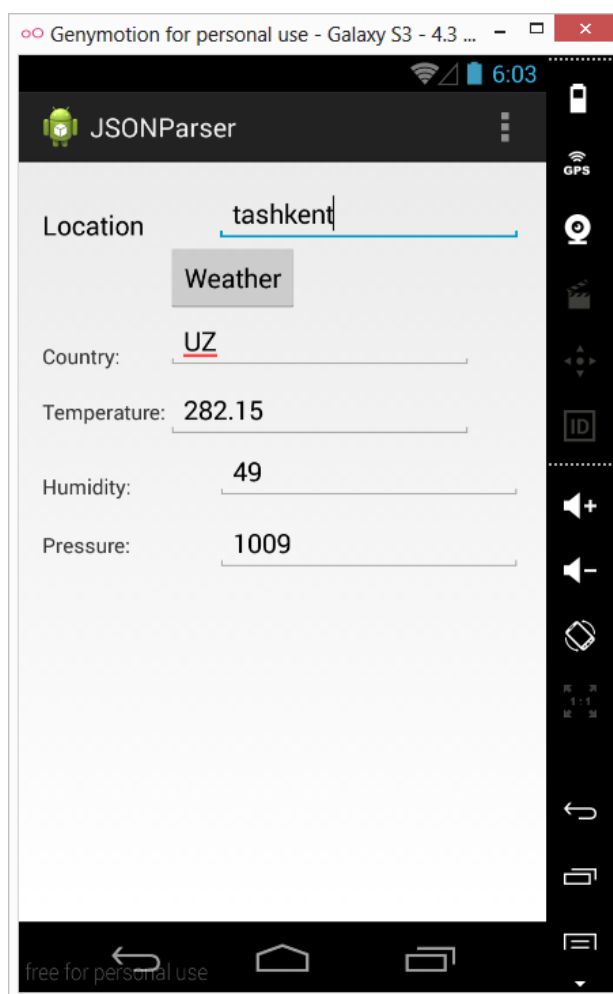 Genymotion for personal use - Galaxy S3 - 4.3 ...
6:03
JSONParser
GPS
Location tashkent
Weather
Country: UZ
Temperature: 282.15
ID
Humidity: 49
Pressure: 1009
1:1
free for personal use